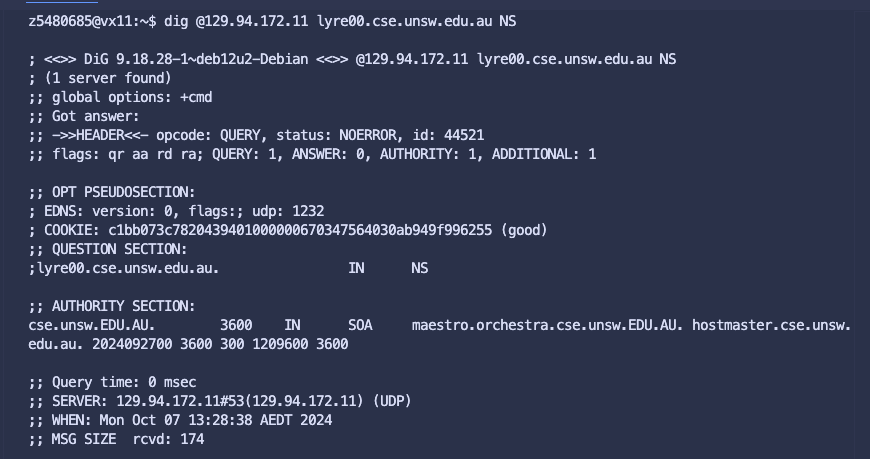 z5480685@vx11:~$ dig @129.94.172.11 lyre00.cse.unsw.edu.au NS
; <<>> DiG 9.18.28-1~deb12u2-Debian <<>> @129.94.172.11 lyre00.cse.unsw.edu.au NS
; (1 server found)
;; global options: +cmd
;; Got answer:
;; ->>HEADER<<- opcode: QUERY, status: NOERROR, id: 44521
;; flags: qr aa rd ra; QUERY: 1, ANSWER: 0, AUTHORITY: 1, ADDITIONAL: 1
;; OPT PSEUDOSECTION:
; EDNS: version: 0, flags:; udp: 1232
; COOKIE: c1bb073c7820439401000000670347564030ab949f996255 (good)
;; QUESTION SECTION:
;lyre00.cse.unsw.edu.au. IN NS
;; AUTHORITY SECTION:
cse.unsw.EDU.AU. 3600 IN SOA maestro.orchestra.cse.unsw.EDU.AU. hostmaster.cse.unsw.
edu.au. 2024092700 3600 300 1209600 3600
;; Query time: 0 msec
;; SERVER: 129.94.172.11#53(129.94.172.11) (UDP)
;; WHEN: Mon Oct 07 13:28:38 AEDT 2024
;; MSG SIZE rcvd: 174